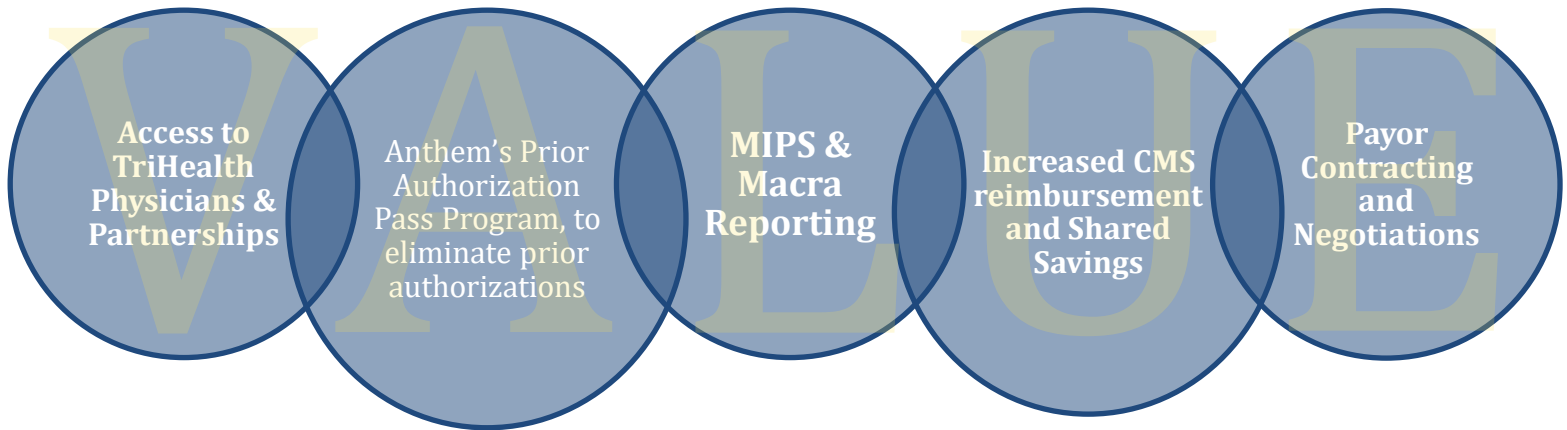 VALUE
Access to
TriHealth
Physicians &
Partnerships
Anthem's Prior
Authorization
Pass Program, to
eliminate prior
authorizations
MIPS &
Macra
Reporting
Increased CMS
reimbursement
and Shared
Savings
Payor
Contracting
and
Negotiations